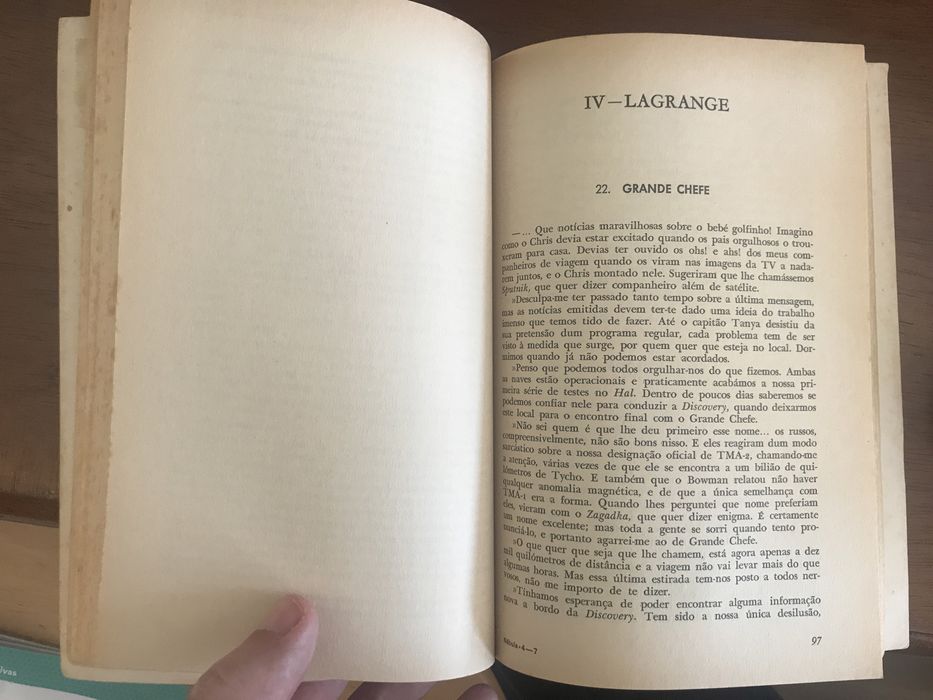 IV—LAGRANGE
22. GRANDE CHEFE
—... Que notícias maravilhosas sobre o bebé golfinho! Imagino
como o Chris devia estar excitado quando os pais orgulhosos o trou-
xeram para casa. Devias ter ouvido os ohs! e ahs! dos meus com-
panheiros de viagem quando os viram nas imagens da TV a nada-
rem juntos, e o Chris montado nele. Sugeriram que lhe chamássemos
Sputnik, que quer dizer companheiro além de satélite.
»Desculpa-me ter passado tanto tempo sobre a última mensagem,
mas as notícias emitidas devem ter-te dado uma ideia do trabalho
imenso que temos tido de fazer. Até o capitão Tanya desistiu da
sua pretensão dum programa regular, cada problema tem de ser
visto à medida que surge, por quem quer que esteja no local. Dor-
mimos quando já não podemos estar acordados.
»Penso que podemos todos orgulhar-nos do que fizemos. Ambas
as naves estão operacionais e praticamente acabámos a nossa pri-
meira série de testes no Hal. Dentro de poucos dias saberemos se
podemos confiar nele para conduzir a Discovery, quando deixarmos
este local para o encontro final com o Grande Chefe.
»Não sei quem é que lhe deu primeiro esse nome... os russos,
compreensivelmente, não são bons nisso. E eles reagiram dum modo
sarcástico sobre a nossa designação oficial de TMA-2, chamando-me
a atenção, várias vezes de que ele se encontra a um bilião de qui-
lómetros de Tycho. E também que o Bowman relatou não haver
qualquer anomalia magnética, e de que a única semelhança com
TMA-1 era a forma. Quando lhes perguntei que nome preferiam
eles, vieram com o Zagadka, que quer dizer enigma. É certamente
um nome excelente; mas toda a gente se sorri quando tento pro-
nunciá-lo, e portanto agarrei-me ao de Grande Chefe.
»O que quer que seja que lhe chamem, está agora apenas a dez
mil quilómetros de distância e a viagem não vai levar mais do que
algumas horas. Mas essa última estirada tem-nos posto a todos ner-
vosos, não me importo de te dizer.
»Tínhamos esperança de poder encontrar alguma informação
nova a bordo da Discovery. Tem sido a nossa única desilusão,
Nébula-4—7
97
ivas